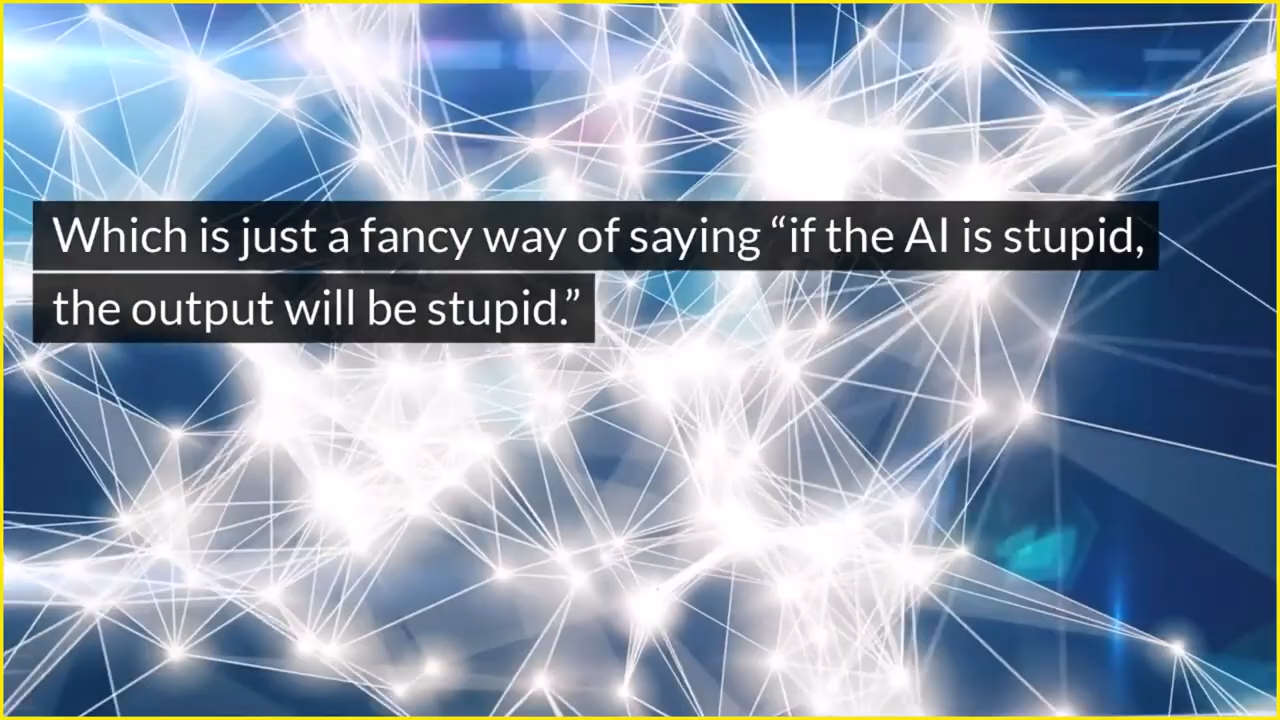 Which is just a fancy way of saying “if the AI is stupid,
the output will be stupid.”